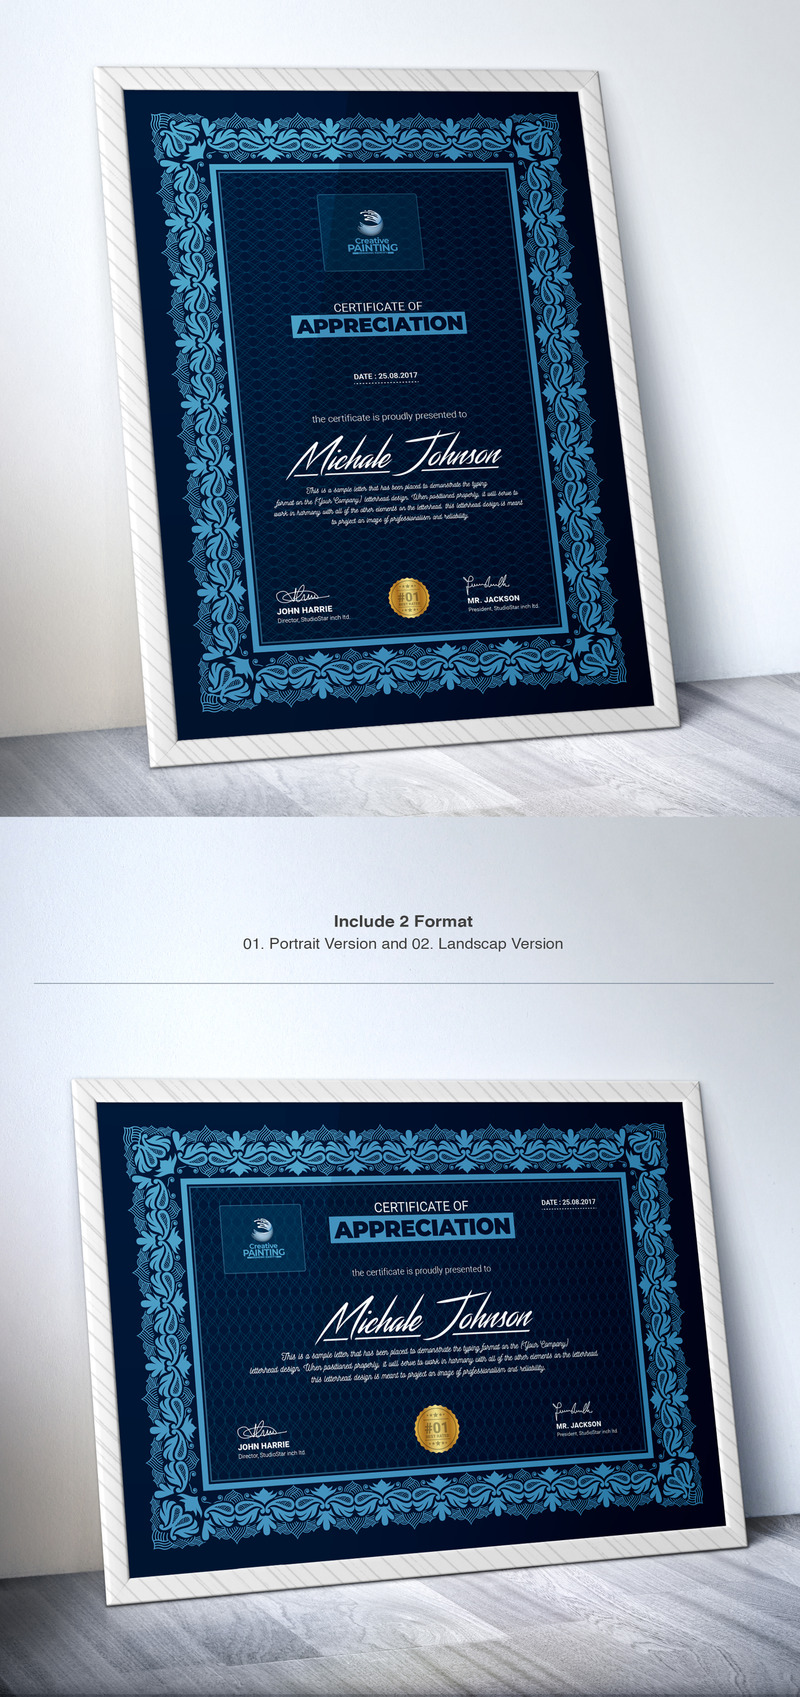 Creative
PAINTING
CERTIFICATE OF
APPRECIATION
DATE : 25.08.2017
the certificate is proudly presented to
Michale Johnson
This is a sample letter that has been placed to demonstrate the typing
format on the (Your Company) letterhead design. When positioned properly, it will serve to
work in harmony with all of the other elements on the letterhead. this letterhead design is meant
to project an image of professionalism and reliability.
JOHN HARRIE
Director, StudioStar inch ltd.
#01
MR. JACKSON
President, StudioStar inch ltd.
Include 2 Format
01. Portrait Version and 02. Landscap Version
Creative
PAINTING
CERTIFICATE OF
APPRECIATION
DATE : 25.08.2017
the certificate is proudly presented to
Michale Johnson
This is a sample letter that has been placed to demonstrate the typing format on the (Your Company)
letterhead design. When positioned properly, it will serve to work in harmony with all of the other elements on the letterhead.
this letterhead design is meant to project an image of professionalism and reliability.
JOHN HARRIE
Director, StudioStar inch ltd.
#01
MR. JACKSON
President, StudioStar inch ltd.